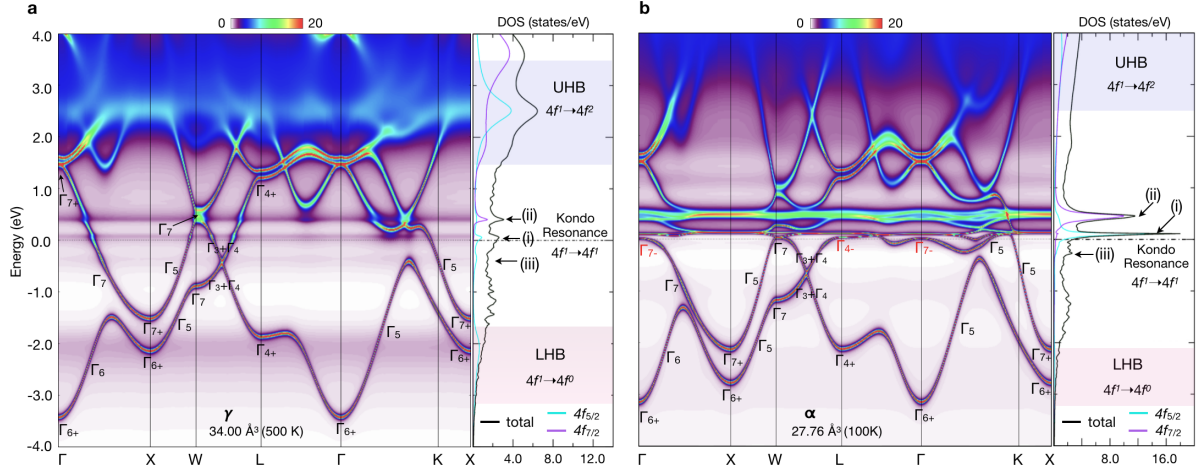 a
0 20
DOS (states/eV)
4.0
3.0
2.0
1.0
0.0
-1.0
-2.0
-3.0
-4.0
Energy (eV)
Γ7+
Γ4+
Γ7
Γ3+Γ4
Γ5
Γ5
Γ7
Γ7
Γ3+Γ4
Γ7+
Γ5
Γ5
Γ7+
Γ6+
Γ4+
Γ6+
Γ6
Γ6+
Γ6+
γ
34.00 Å³ (500 K)
Γ X W L Γ K X
UHB
4f¹→4f²
(ii)
Kondo
Resonance
(i)
4f¹→4f¹
(iii)
LHB
4f¹→4f⁰
total
4f5/2
4f7/2
4.0 8.0 12.0
b
0 20
DOS (states/eV)
Γ7-
Γ7
Γ4-
Γ7-
Γ5
Γ3+Γ4
Γ7
Γ3+Γ4
Γ7
Γ5
Γ5
Γ5
Γ7+
Γ4+
Γ7+
Γ6
Γ6+
Γ6+
Γ6+
Γ6+
α
27.76 Å³ (100K)
Γ X W L Γ K X
UHB
4f¹→4f²
(ii)
(i)
(iii)
Kondo
Resonance
4f¹→4f¹
LHB
4f¹→4f⁰
total
4f5/2
4f7/2
8.0 16.0